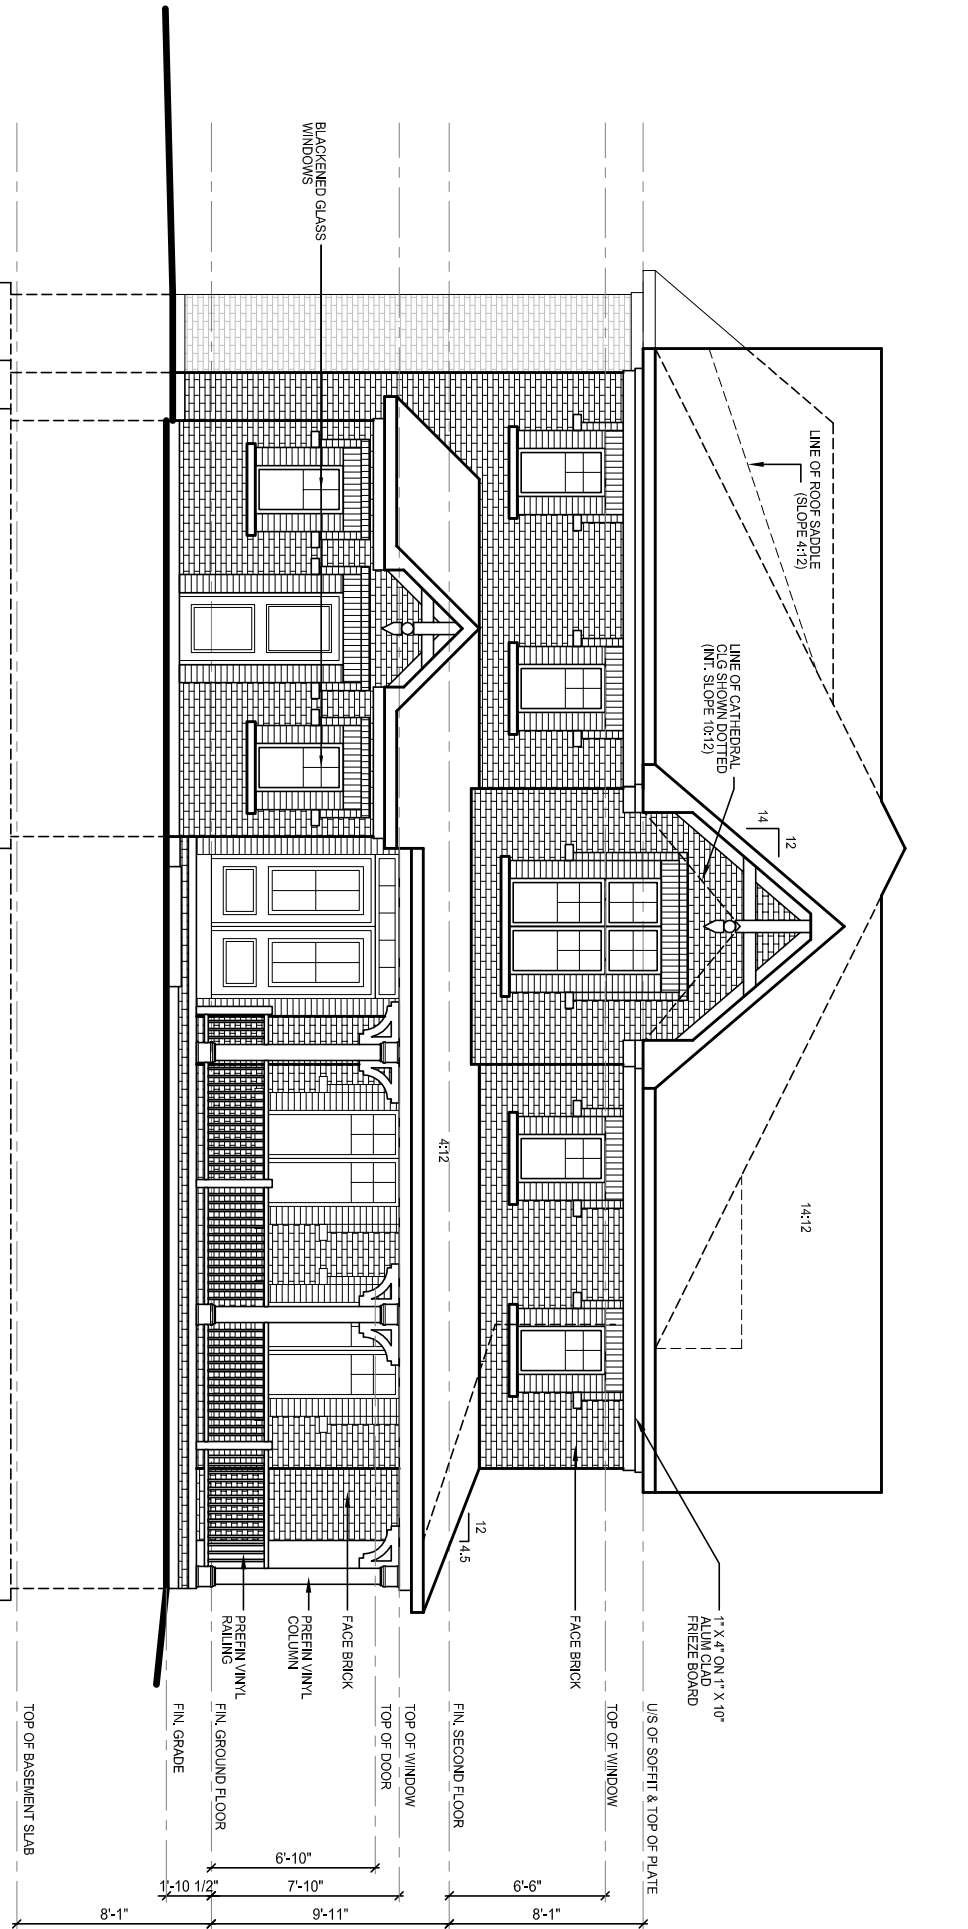 LINE OF ROOF SADDLE
(SLOPE 4:12)
LINE OF CATHEDRAL
CLG SHOWN DOTTED
(INT. SLOPE 10:12)
12
14
14:12
4:12
12
4.5
BLACKENED GLASS
WINDOWS
1" X 4" ON 1" X 10"
ALUM CLAD
FRIEZE BOARD
FACE BRICK
FACE BRICK
PREFIN VINYL
COLUMN
PREFIN VINYL
RAILING
U/S OF SOFFIT & TOP OF PLATE
TOP OF WINDOW
FIN. SECOND FLOOR
TOP OF WINDOW
TOP OF DOOR
FIN. GROUND FLOOR
FIN. GRADE
TOP OF BASEMENT SLAB
6'-6"
8'-1"
6'-10"
7'-10"
9'-11"
1'-10 1/2"
8'-1"